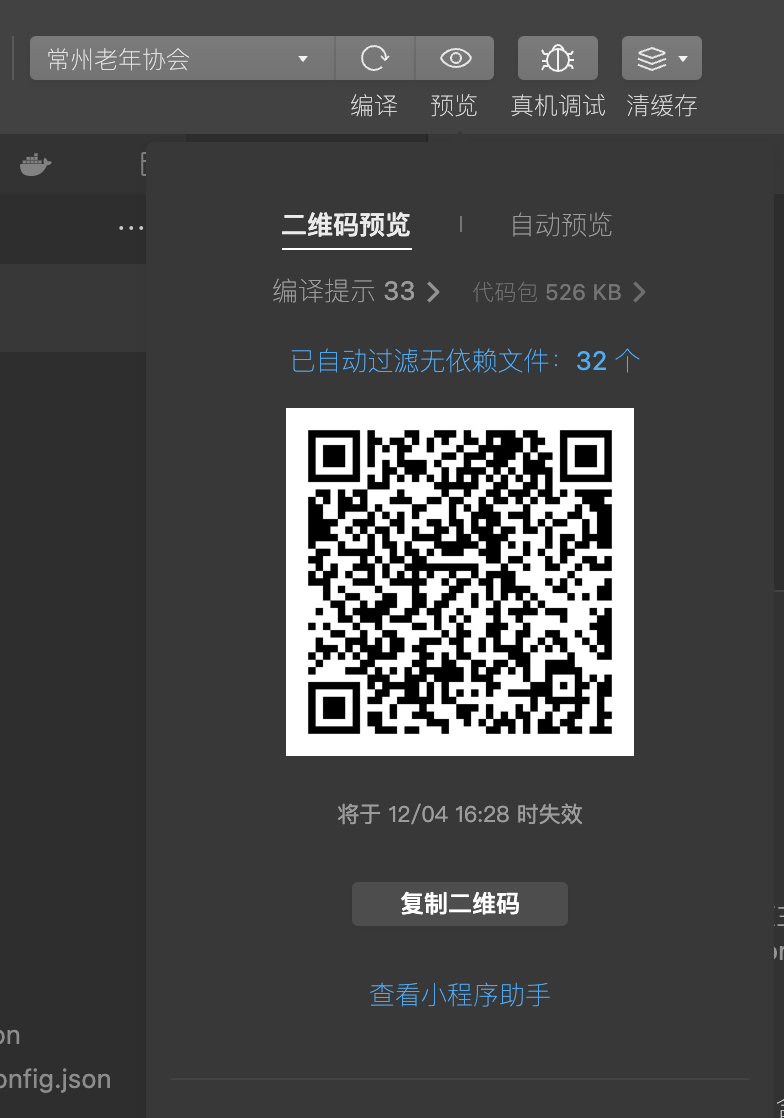 常州老年协会
编译 预览 真机调试 清缓存
二维码预览 自动预览
编译提示 33 代码包 526 KB
已自动过滤无依赖文件：32 个
将于 12/04 16:28 时失效
复制二维码
查看小程序助手
on
onfig.json